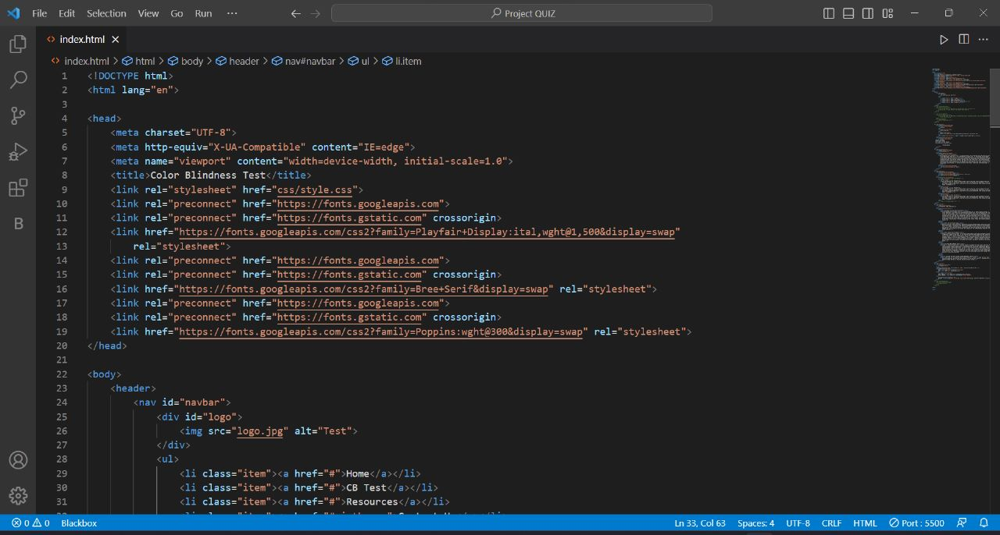 File Edit Selection View Go Run ··· Project QUIZ
index.html
index.html > html > body > header > nav#navbar > ul > li.item
1 <!DOCTYPE html>
2 <html lang="en">
3
4 <head>
5 <meta charset="UTF-8">
6 <meta http-equiv="X-UA-Compatible" content="IE=edge">
7 <meta name="viewport" content="width=device-width, initial-scale=1.0">
8 <title>Color Blindness Test</title>
9 <link rel="stylesheet" href="css/style.css">
10 <link rel="preconnect" href="https://fonts.googleapis.com">
11 <link rel="preconnect" href="https://fonts.gstatic.com" crossorigin>
12 <link href="https://fonts.googleapis.com/css2?family=Playfair+Display:ital,wght@1,500&display=swap"
13 rel="stylesheet">
14 <link rel="preconnect" href="https://fonts.googleapis.com">
15 <link rel="preconnect" href="https://fonts.gstatic.com" crossorigin>
16 <link href="https://fonts.googleapis.com/css2?family=Bree+Serif&display=swap" rel="stylesheet">
17 <link rel="preconnect" href="https://fonts.googleapis.com">
18 <link rel="preconnect" href="https://fonts.gstatic.com" crossorigin>
19 <link href="https://fonts.googleapis.com/css2?family=Poppins:wght@300&display=swap" rel="stylesheet">
20 </head>
21
22 <body>
23 <header>
24 <nav id="navbar">
25 <div id="logo">
26 <img src="logo.jpg" alt="Test">
27 </div>
28 <ul>
29 <li class="item"><a href="#">Home</a></li>
30 <li class="item"><a href="#">CB Test</a></li>
31 <li class="item"><a href="#">Resources</a></li>
B
0 0 Blackbox Ln 33, Col 63 Spaces: 4 UTF-8 CRLF HTML Port : 5500